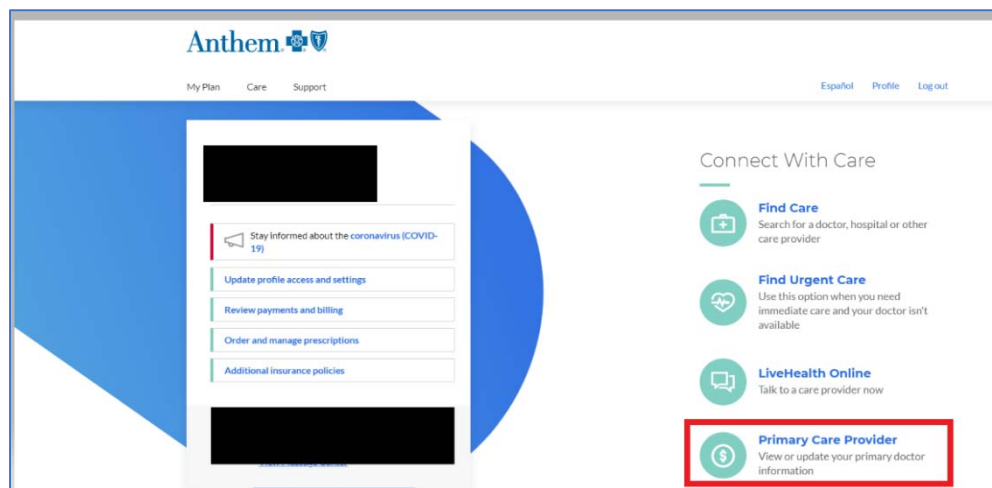 Anthem
My Plan Care Support
Español Profile Log out
Stay informed about the coronavirus (COVID-
19)
Update profile access and settings
Review payments and billing
Order and manage prescriptions
Additional insurance policies
Connect With Care
Find Care
Search for a doctor, hospital or other
care provider
Find Urgent Care
Use this option when you need
immediate care and your doctor isn't
available
LiveHealth Online
Talk to a care provider now
Primary Care Provider
View or update your primary doctor
information